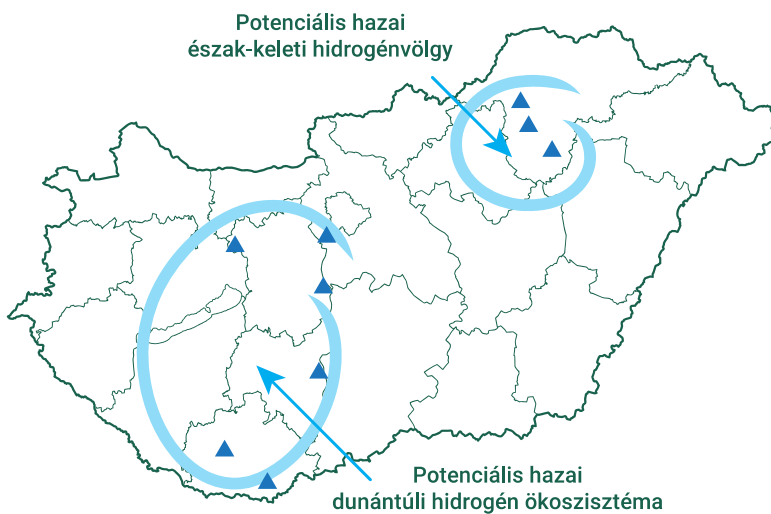 Potenciális hazai
észak-keleti hidrogénvölgy
Potenciális hazai
dunántúli hidrogén ökoszisztéma